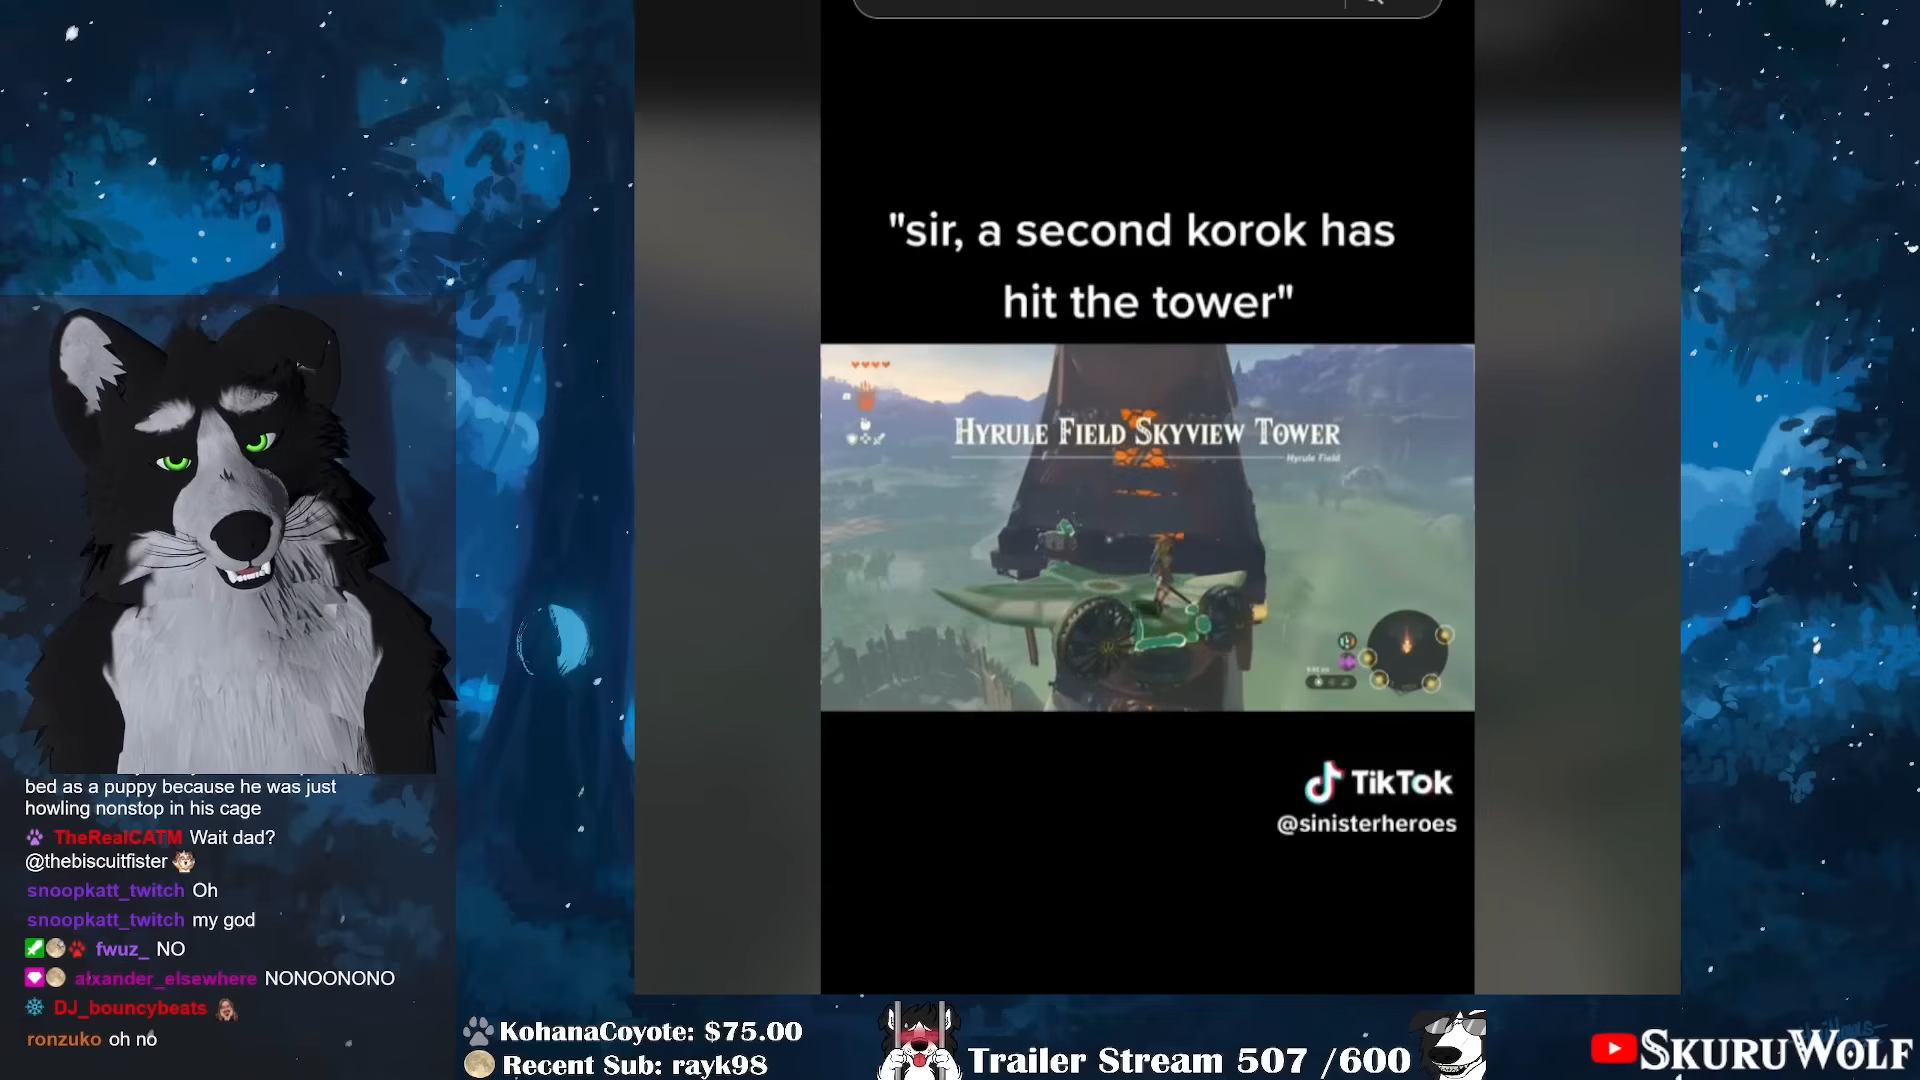 "sir, a second korok has
hit the tower"
HYRULE FIELD SKYVIEW TOWER
Hyrule Field
TikTok
@sinisterheroes
bed as a puppy because he was just
howling nonstop in his cage
TheRealCATM Wait dad?
@thebiscuitfister
snoopkatt_twitch Oh
snoopkatt_twitch my god
fwuz_ NO
alxander_elsewhere NONOONONO
DJ_bouncybeats
ronzuko oh no
KohanaCoyote: $75.00
Recent Sub: rayk98
Trailer Stream 507 /600
SKURUWOLF